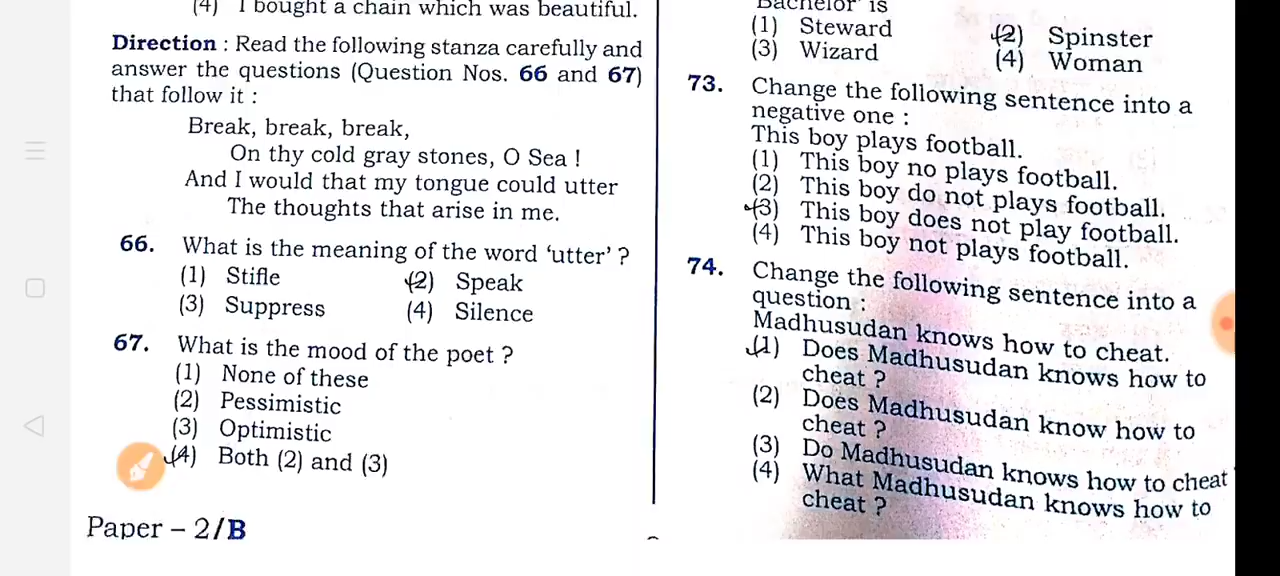 (4) I bought a chain which was beautiful.
Direction : Read the following stanza carefully and
answer the questions (Question Nos. 66 and 67)
that follow it :
Break, break, break,
On thy cold gray stones, O Sea !
And I would that my tongue could utter
The thoughts that arise in me.
66. What is the meaning of the word ‘utter’ ?
(1) Stifle (2) Speak
(3) Suppress (4) Silence
67. What is the mood of the poet ?
(1) None of these
(2) Pessimistic
(3) Optimistic
(4) Both (2) and (3)
Paper – 2/B
Bachelor’ is
(1) Steward (2) Spinster
(3) Wizard (4) Woman
73. Change the following sentence into a
negative one :
This boy plays football.
(1) This boy no plays football.
(2) This boy do not plays football.
(3) This boy does not play football.
(4) This boy not plays football.
74. Change the following sentence into a
question :
Madhusudan knows how to cheat.
(1) Does Madhusudan knows how to
cheat ?
(2) Does Madhusudan know how to
cheat ?
(3) Do Madhusudan knows how to cheat
(4) What Madhusudan knows how to
cheat ?